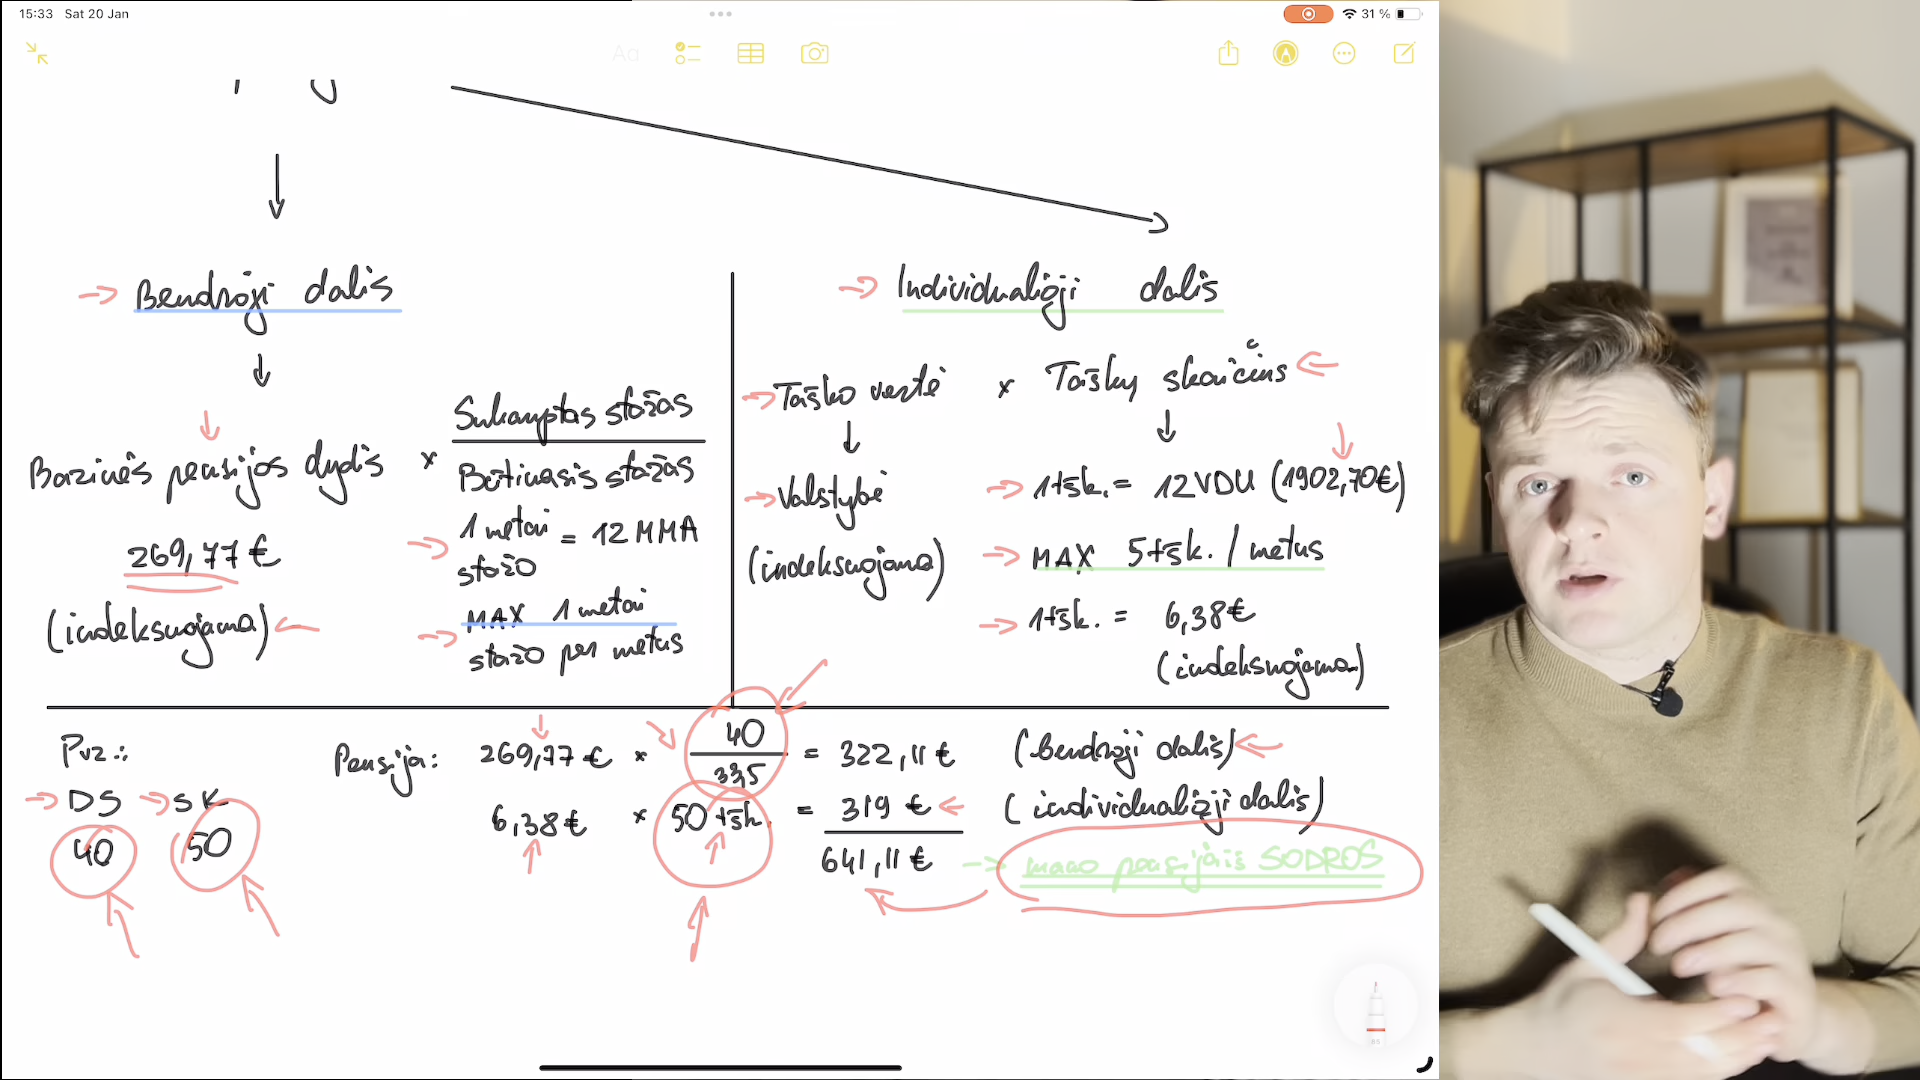 15:33 Sat 20 Jan
31 %
Aa
→ Bendroji dalis
→ Individualioji dalis
Bazinės pensijos dydis × Sukauptas stažas / Būtinasis stažas
269,77 €
(indeksuojama)
→ 1 metai stažo = 12 MMA
→ MAX 1 metai
stažo per metus
→ Taško vertė × Taškų skaičius
→ Valstybė
(indeksuojama)
→ 1 tšk. = 12 VDU (1902,70€)
→ MAX 5 tšk. / metus
→ 1 tšk. = 6,38€
(indeksuojama)
Pvz.:
→ DS → SK
40 50
Pensija: 269,77 € × 40 / 33,5 = 322,11 € (bendroji dalis)
6,38 € × 50 tšk. = 319 € (individualioji dalis)
641,11 € → mano pensija iš SODROS
85